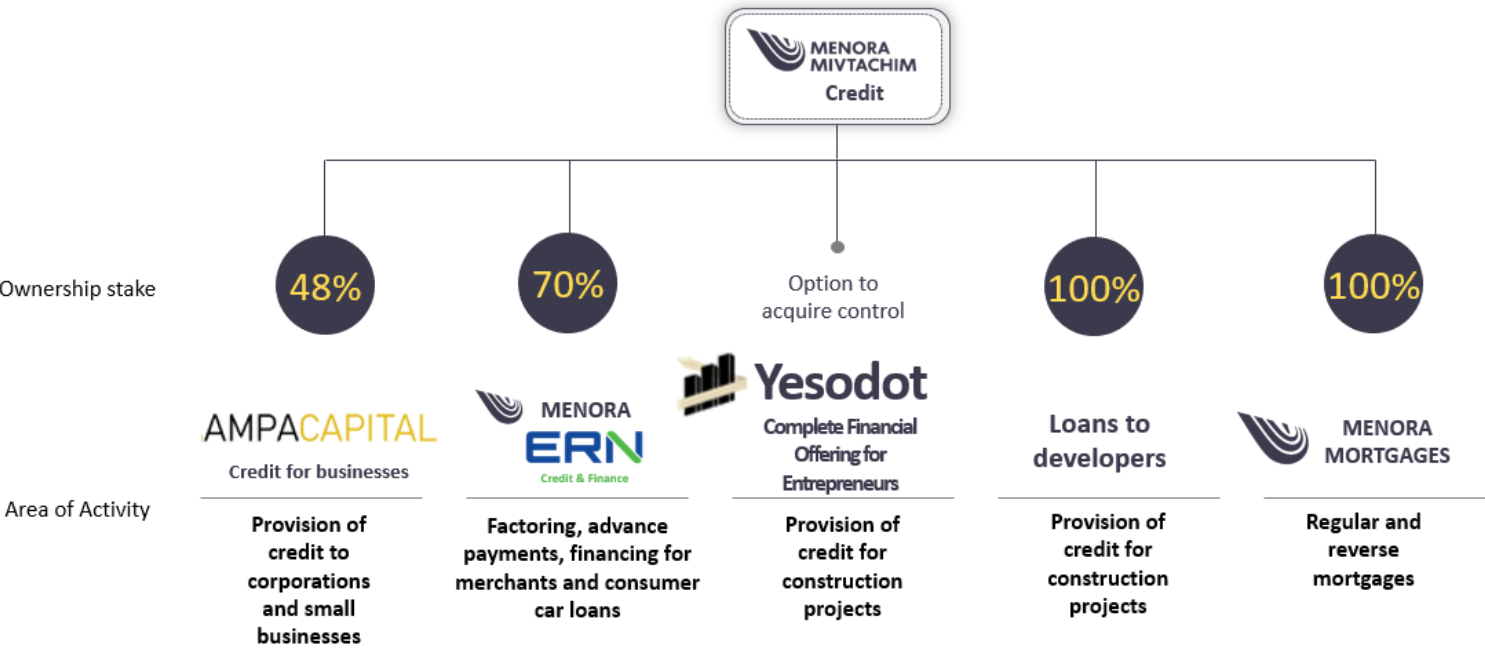 MENORA
MIVTACHIM
Credit
Ownership stake
48%
70%
Option to
acquire control
100%
100%
AMPACAPITAL
Credit for businesses
MENORA
ERN
Credit & Finance
Yesodot
Complete Financial
Offering for
Entrepreneurs
Loans to
developers
MENORA
MORTGAGES
Area of Activity
Provision of
credit to
corporations
and small
businesses
Factoring, advance
payments, financing for
merchants and consumer
car loans
Provision of
credit for
construction
projects
Provision of
credit for
construction
projects
Regular and
reverse
mortgages